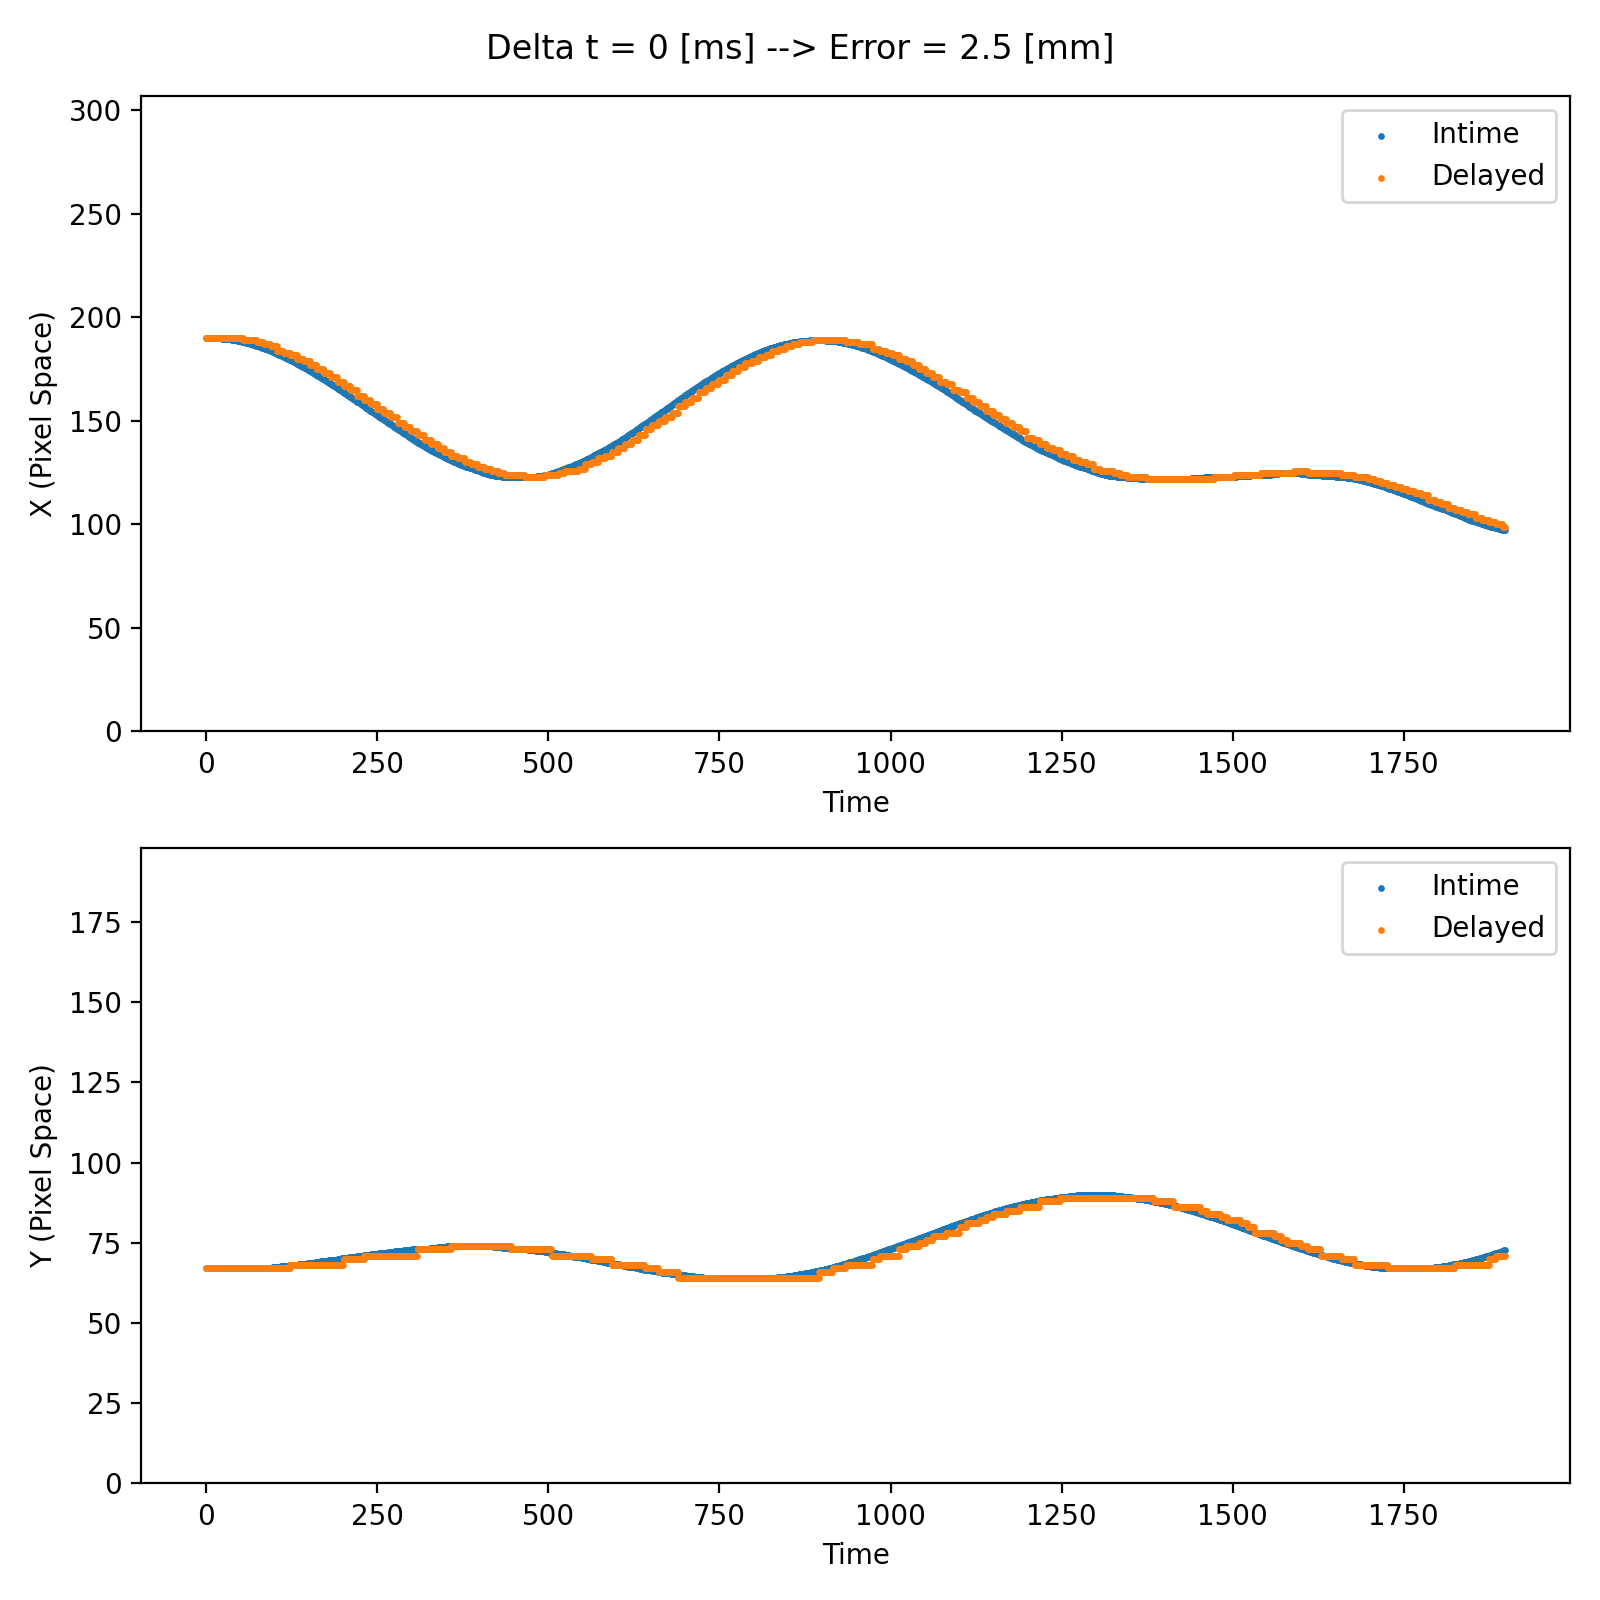 Delta t = 0 [ms] --> Error = 2.5 [mm]
300
250
200
150
100
50
0
X (Pixel Space)
Intime
Delayed
0 250 500 750 1000 1250 1500 1750
Time
175
150
125
100
75
50
25
0
Y (Pixel Space)
Intime
Delayed
0 250 500 750 1000 1250 1500 1750
Time